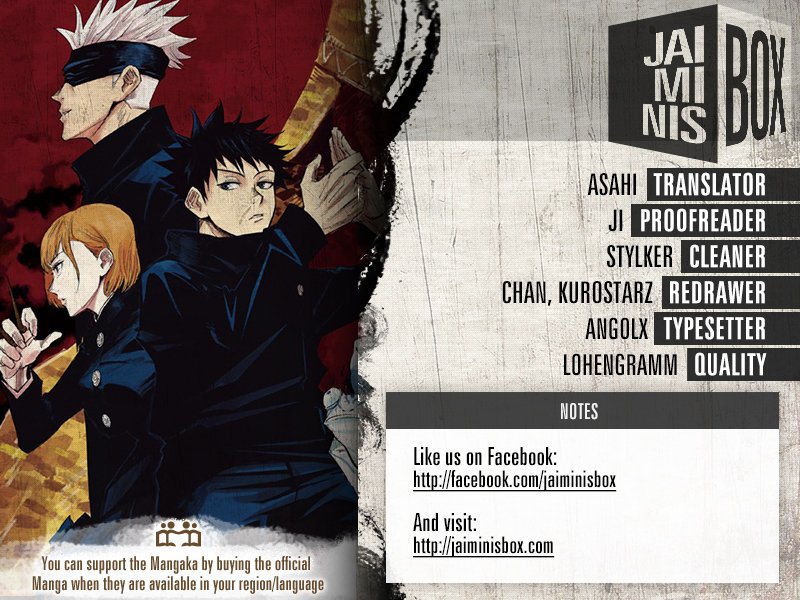 JAI
MI
NIS
BOX
ASAHI TRANSLATOR
JI PROOFREADER
STYLKER CLEANER
CHAN, KUROSTARZ REDRAWER
ANGOLX TYPESETTER
LOHENGRAMM QUALITY
NOTES
Like us on Facebook:
http://facebook.com/jaiminisbox
And visit:
http://jaiminisbox.com
You can support the Mangaka by buying the official
Manga when they are available in your region/language